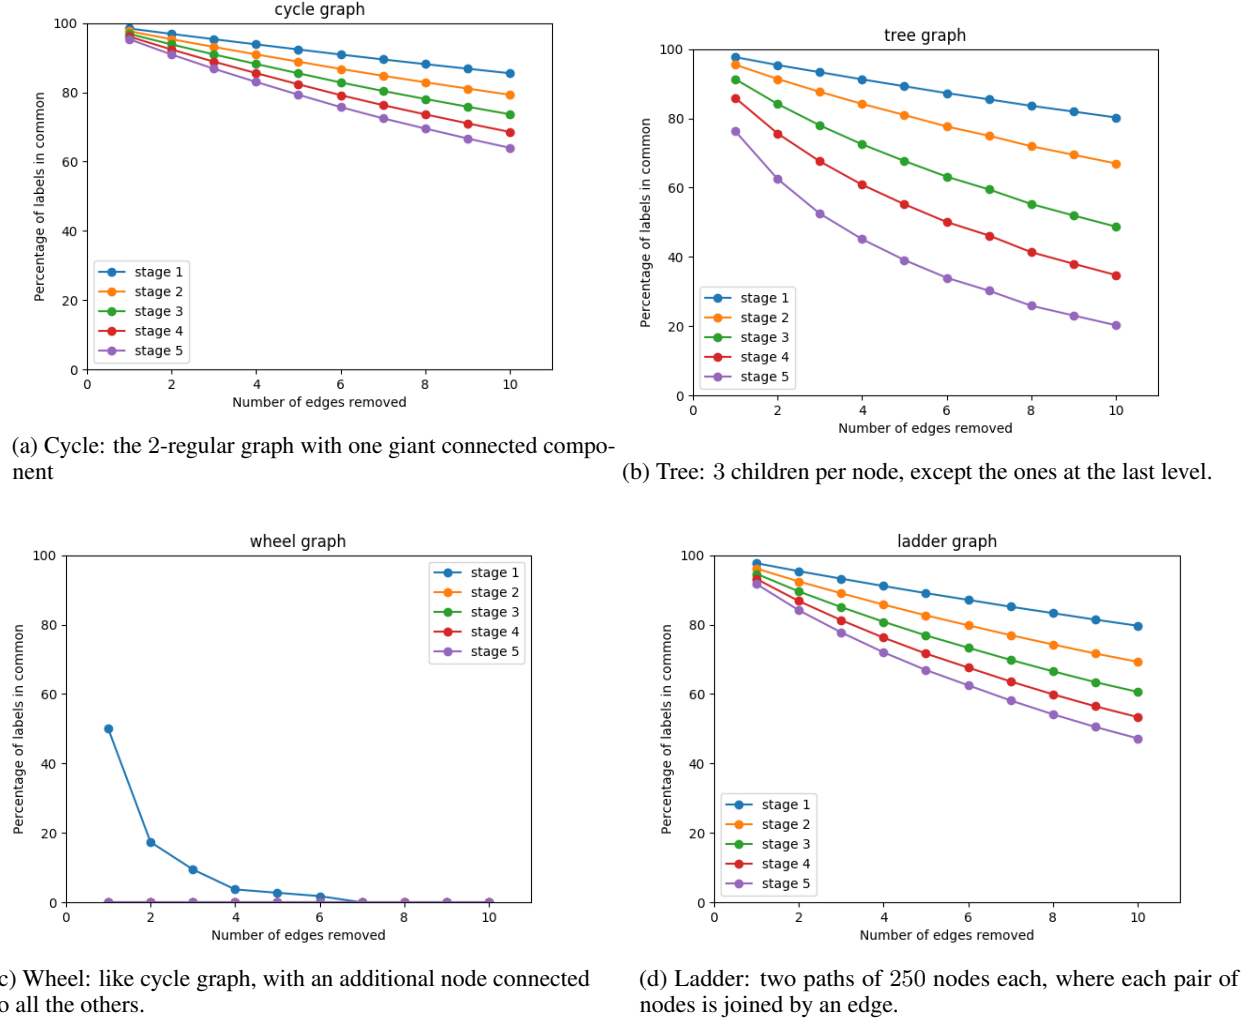 cycle graph
100
80
60
40
20
0
Percentage of labels in common
stage 1
stage 2
stage 3
stage 4
stage 5
0 2 4 6 8 10
Number of edges removed
(a) Cycle: the 2-regular graph with one giant connected compo-
nent
tree graph
100
80
60
40
20
0
Percentage of labels in common
stage 1
stage 2
stage 3
stage 4
stage 5
0 2 4 6 8 10
Number of edges removed
(b) Tree: 3 children per node, except the ones at the last level.
wheel graph
100
80
60
40
20
0
Percentage of labels in common
stage 1
stage 2
stage 3
stage 4
stage 5
0 2 4 6 8 10
Number of edges removed
c) Wheel: like cycle graph, with an additional node connected
o all the others.
ladder graph
100
80
60
40
20
0
Percentage of labels in common
stage 1
stage 2
stage 3
stage 4
stage 5
0 2 4 6 8 10
Number of edges removed
(d) Ladder: two paths of 250 nodes each, where each pair of
nodes is joined by an edge.